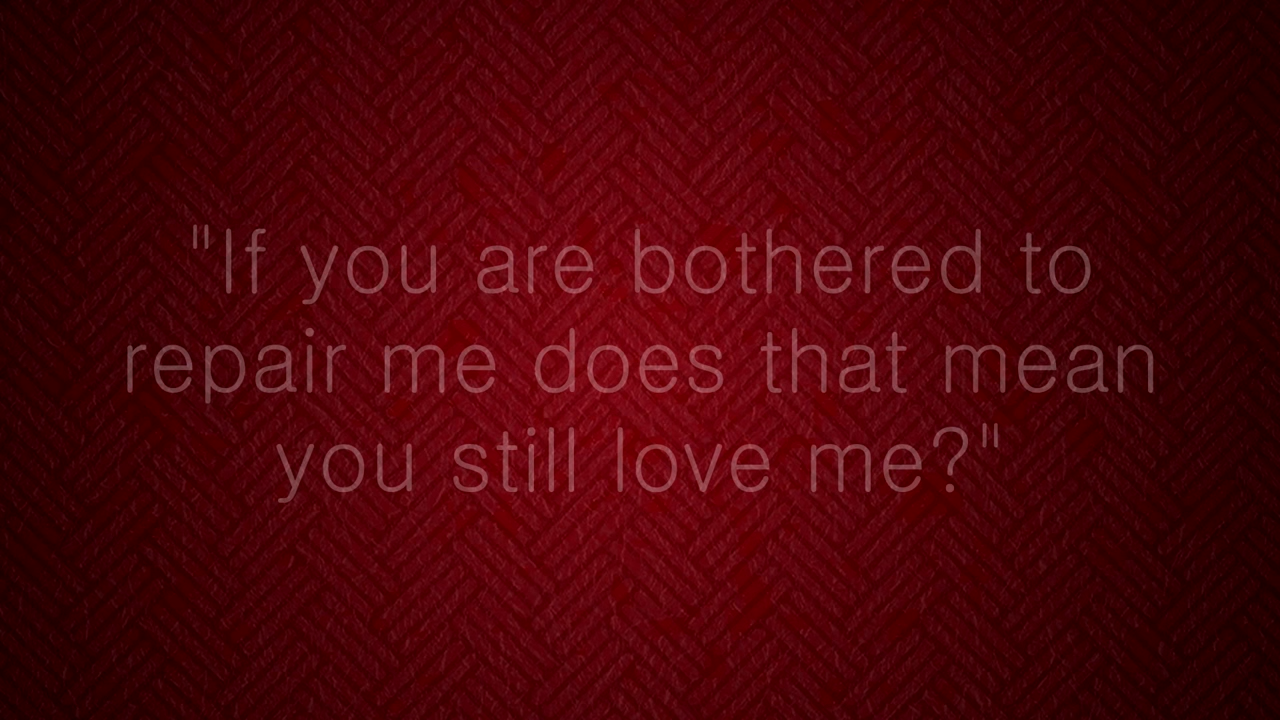 "If you are bothered to
repair me does that mean
you still love me?"